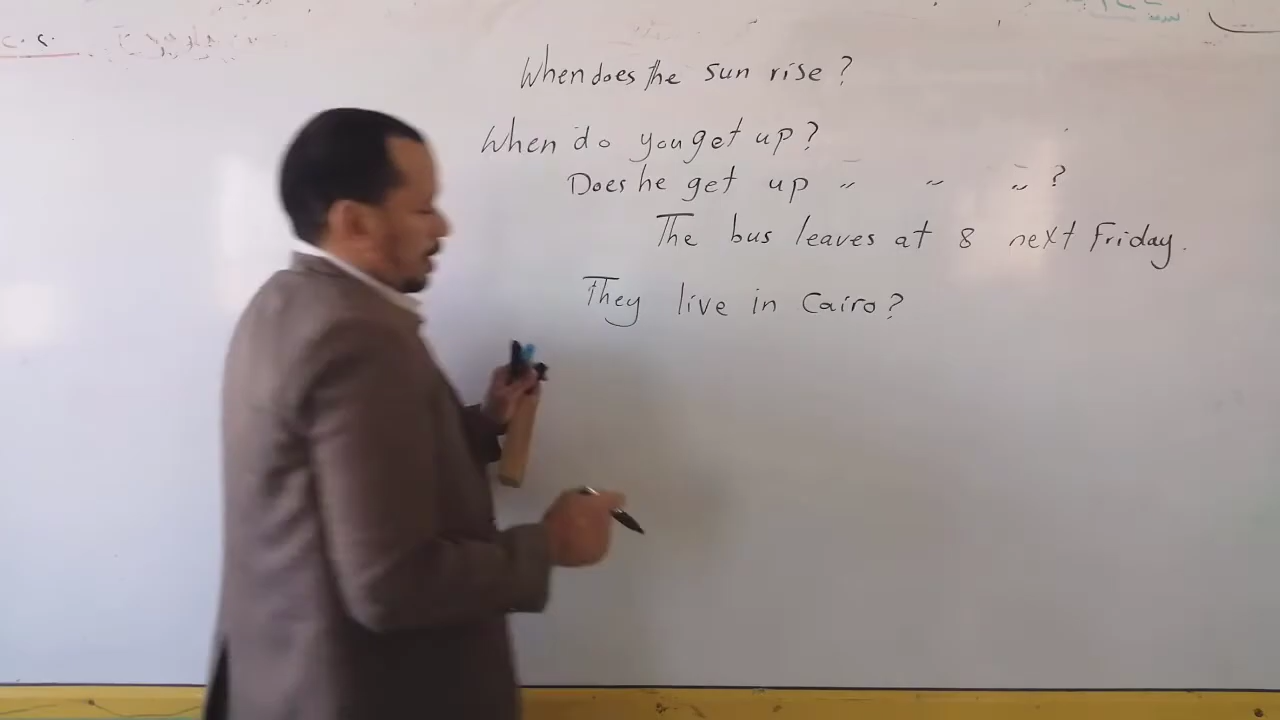 When does the sun rise ?
When do you get up ?
Does he get up " " " ?
The bus leaves at 8 next Friday.
They live in Cairo ?